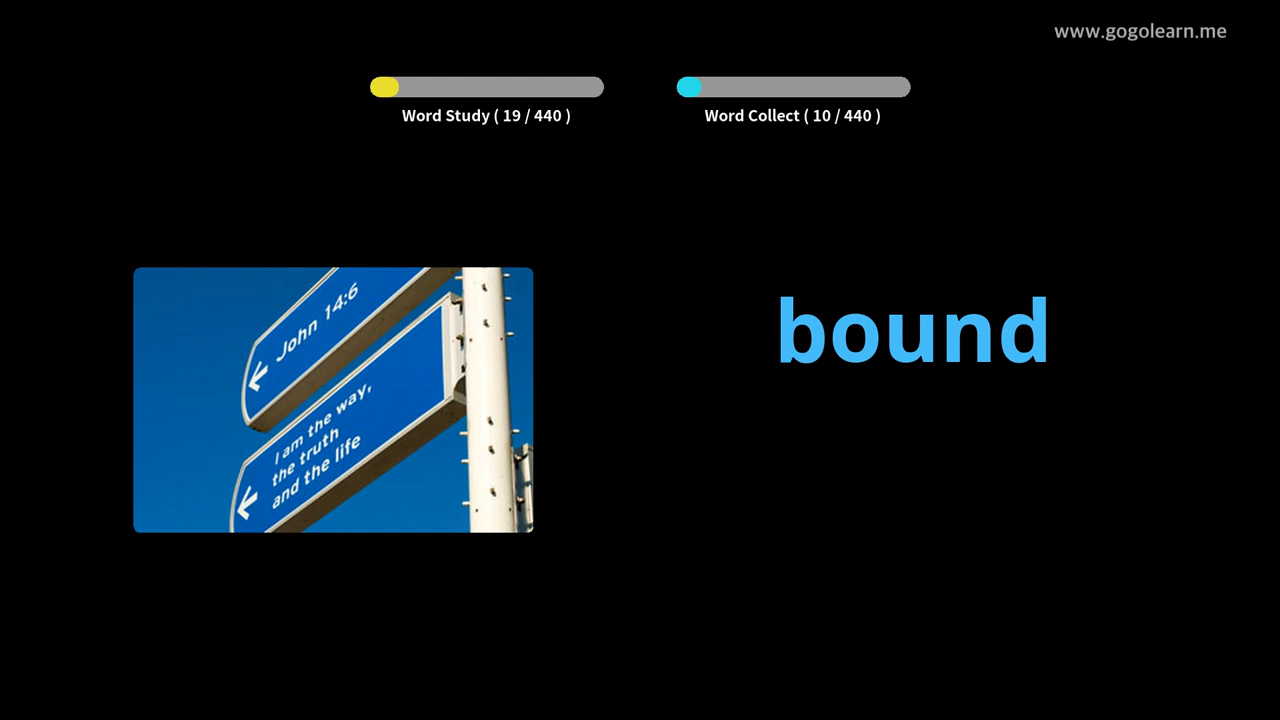 www.gogolearn.me
Word Study ( 19 / 440 )
Word Collect ( 10 / 440 )
John 14:6
I am the way,
the truth
and the life
bound